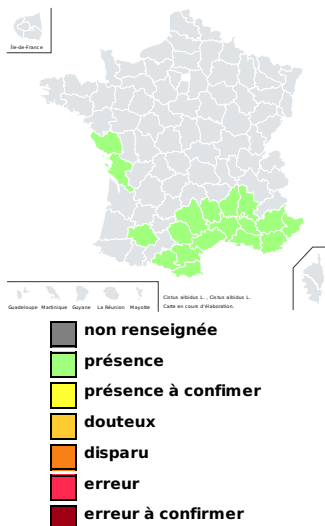 Île-de-France
Guadeloupe Martinique Guyane La Réunion Mayotte
Cistus albidus L. , Cistus albidus L.
Carte en cours d'élaboration.
non renseignée
présence
présence à confimer
douteux
disparu
erreur
erreur à confirmer